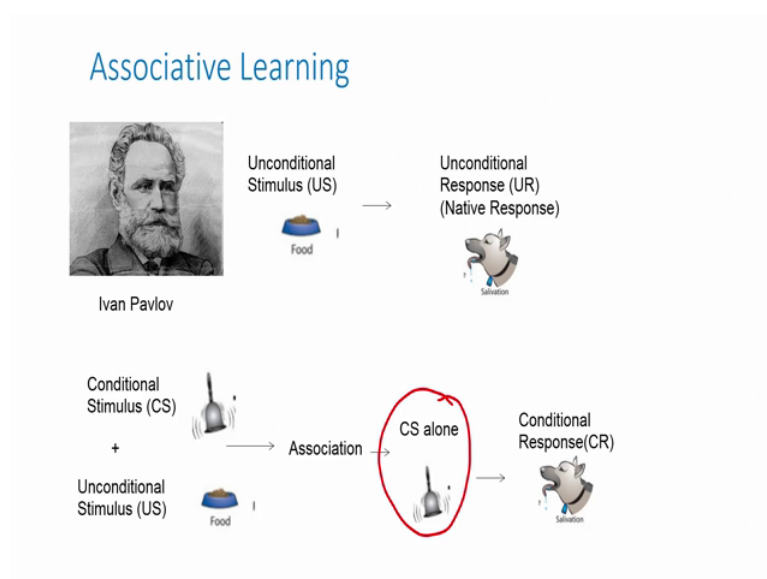 Associative Learning
Unconditional
Stimulus (US)
Food
Unconditional
Response (UR)
(Native Response)
Salivation
Ivan Pavlov
Conditional
Stimulus (CS)
+
Unconditional
Stimulus (US)
Food
Association
CS alone
Conditional
Response(CR)
Salivation